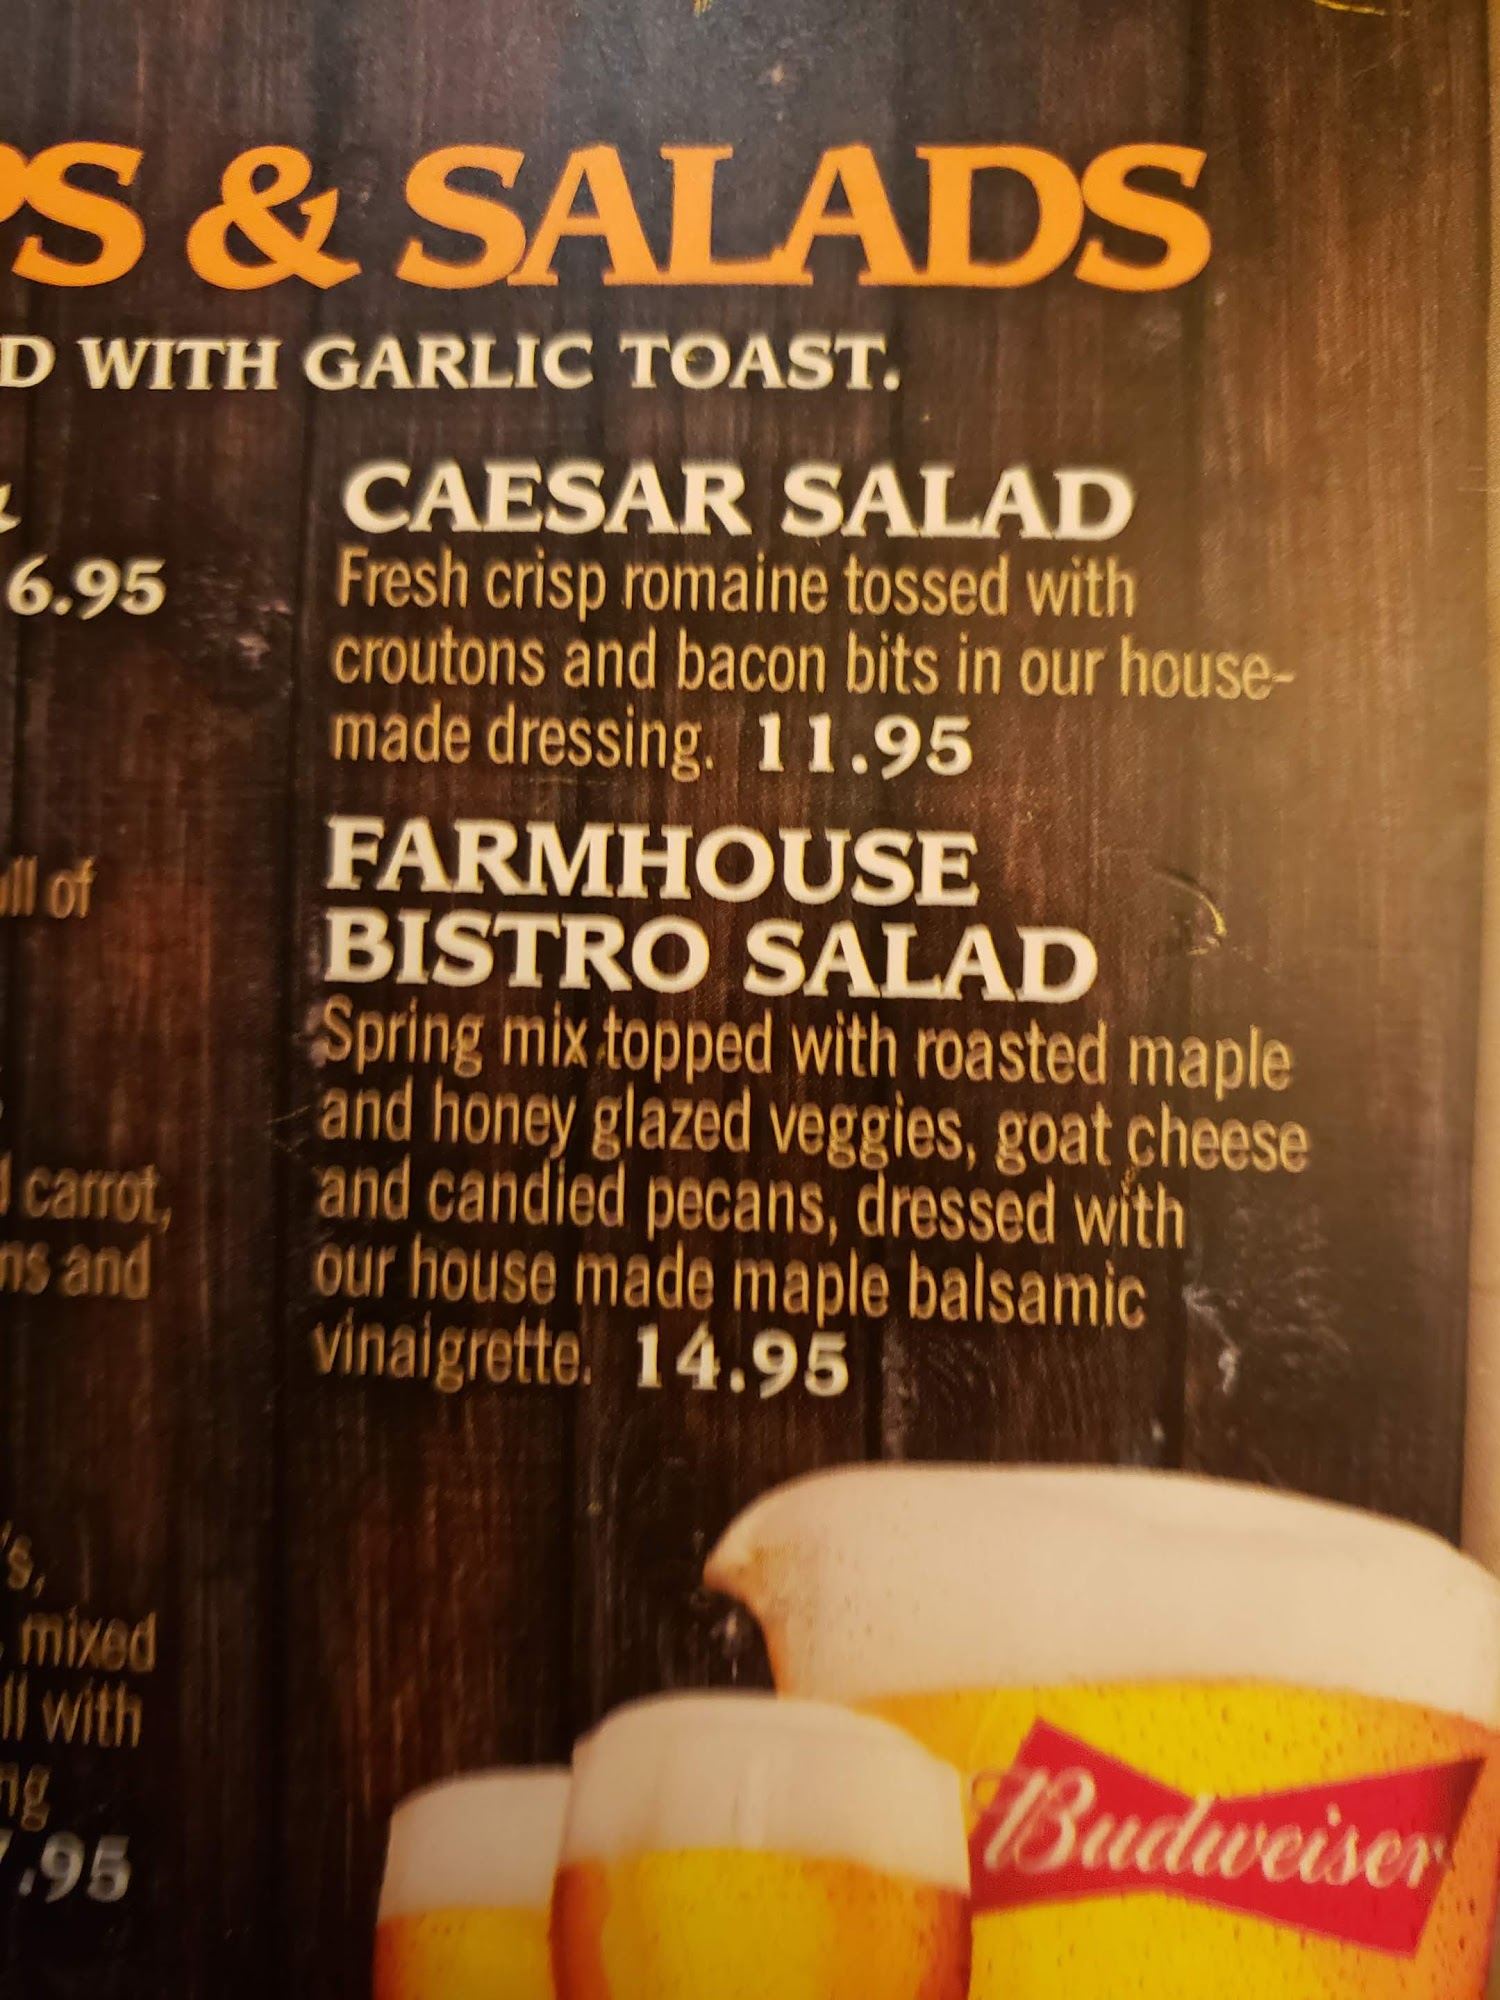 S & SALADS
WITH GARLIC TOAST.
6.95
of
carrot,
and
mixed
with
.95
CAESAR SALAD
Fresh crisp romaine tossed with
croutons and bacon bits in our house-
made dressing. 11.95
FARMHOUSE
BISTRO SALAD
Spring mix topped with roasted maple
and honey glazed veggies, goat cheese
and candied pecans, dressed with
our house made maple balsamic
vinaigrette. 14.95
Budweiser